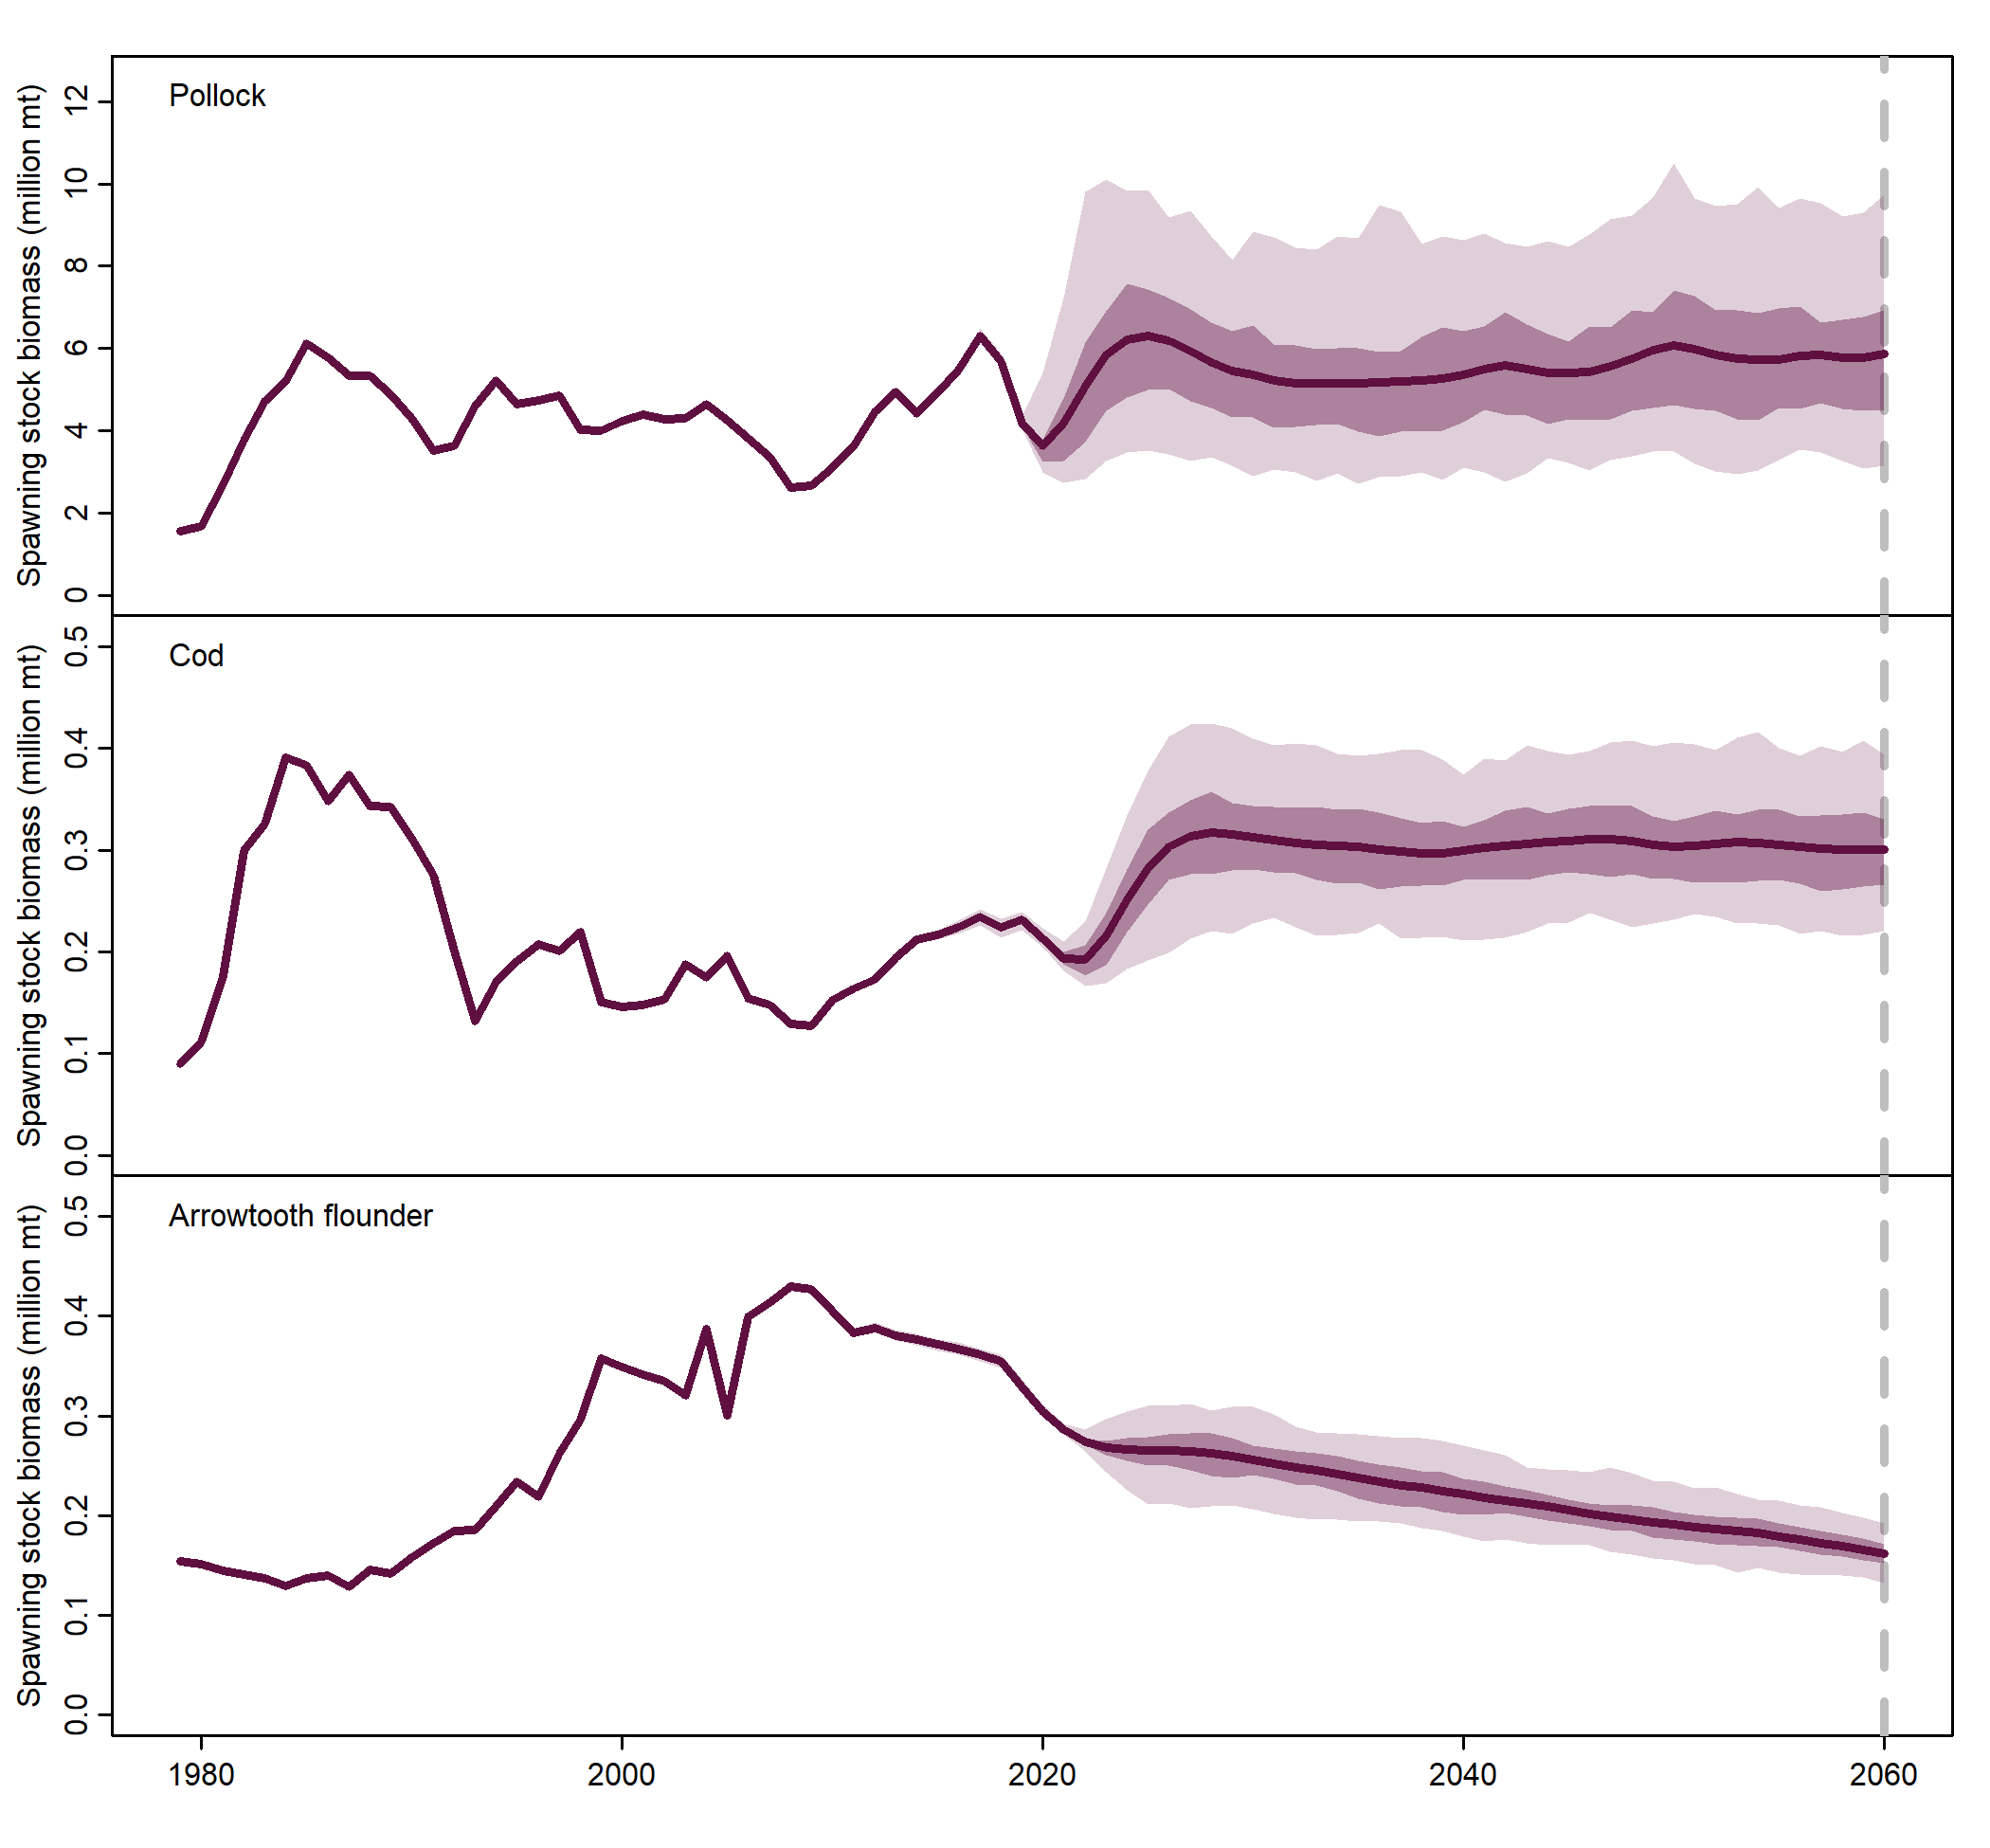 Pollock
Spawning stock biomass (million mt)
12
10
8
6
4
2
0
Cod
Spawning stock biomass (million mt)
0.5
0.4
0.3
0.2
0.1
0.0
Arrowtooth flounder
Spawning stock biomass (million mt)
0.5
0.4
0.3
0.2
0.1
0.0
1980 2000 2020 2040 2060